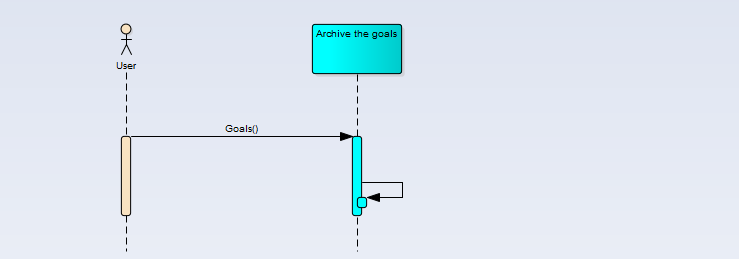 Archive the goals
User
Goals()